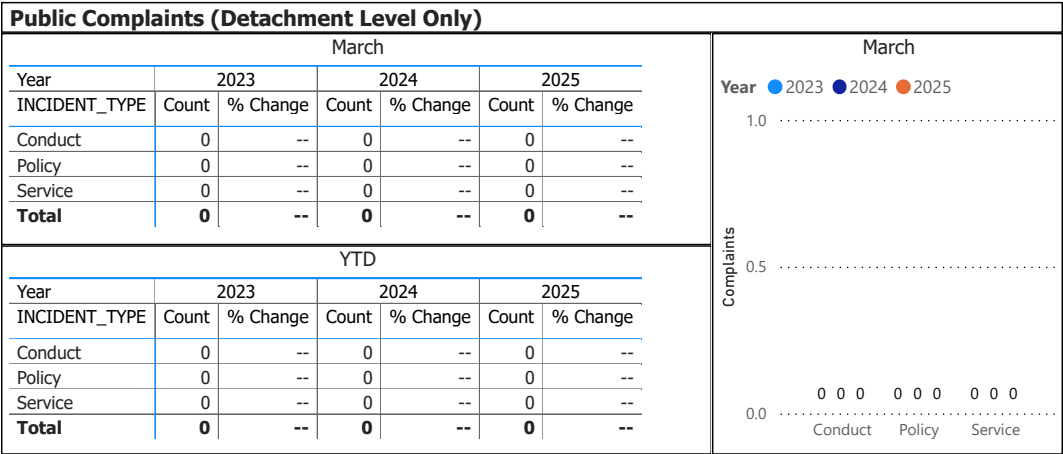 Public Complaints (Detachment Level Only)
March
Year 2023 2024 2025
INCIDENT_TYPE Count % Change Count % Change Count % Change
Conduct 0 -- 0 -- 0 --
Policy 0 -- 0 -- 0 --
Service 0 -- 0 -- 0 --
Total 0 -- 0 -- 0 --
YTD
Year 2023 2024 2025
INCIDENT_TYPE Count % Change Count % Change Count % Change
Conduct 0 -- 0 -- 0 --
Policy 0 -- 0 -- 0 --
Service 0 -- 0 -- 0 --
Total 0 -- 0 -- 0 --
March
Year 2023 2024 2025
1.0
Complaints
0.5
0 0 0 0 0 0 0 0 0
0.0
Conduct Policy Service